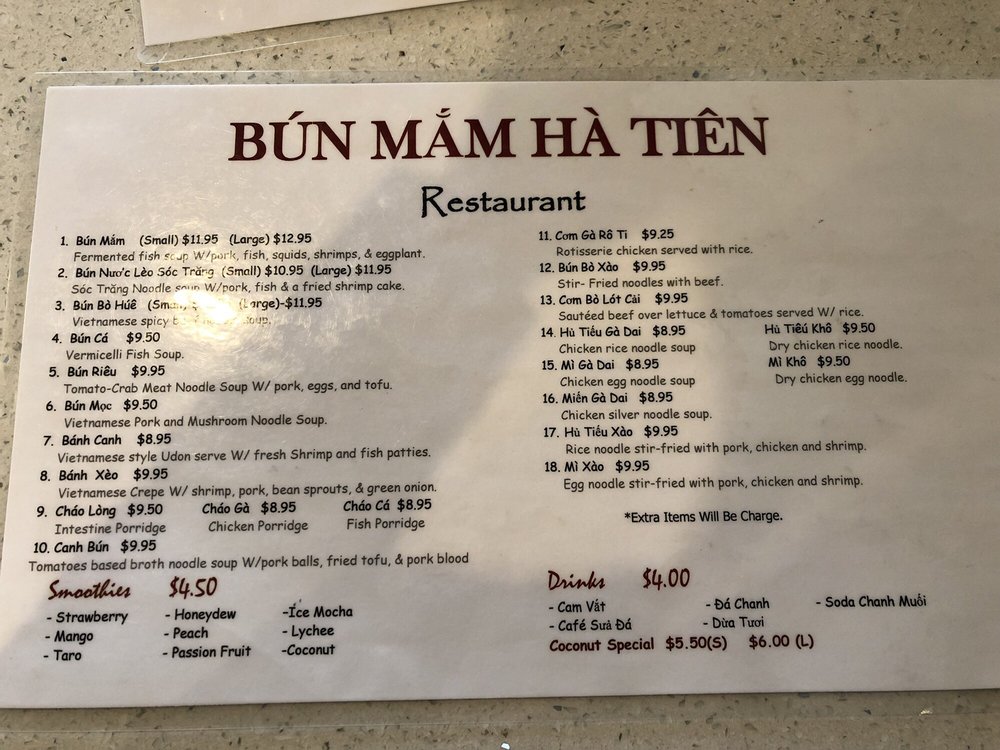 BÚN MẮM HÀ TIÊN
Restaurant
1. Bún Mắm (Small) $11.95 (Large) $12.95
Fermented fish soup W/pork, fish, squids, shrimps, & eggplant.
2. Bún Nước Lèo Sóc Trăng (Small) $10.95 (Large) $11.95
Sóc Trăng Noodle soup W/pork, fish & a fried shrimp cake.
3. Bún Bò Húê (Large)-$11.95
Vietnamese spicy soup.
4. Bún Cá $9.50
Vermicelli Fish Soup.
5. Bún Riêu $9.95
Tomato-Crab Meat Noodle Soup W/ pork, eggs, and tofu.
6. Bún Mọc $9.50
Vietnamese Pork and Mushroom Noodle Soup.
7. Bánh Canh $8.95
Vietnamese style Udon serve W/ fresh Shrimp and fish patties.
8. Bánh Xèo $9.95
Vietnamese Crepe W/ shrimp, pork, bean sprouts, & green onion.
9. Cháo Lòng $9.50 Cháo Gà $8.95 Cháo Cá $8.95
Intestine Porridge Chicken Porridge Fish Porridge
10. Canh Bún $9.95
Tomatoes based broth noodle soup W/pork balls, fried tofu, & pork blood
Smoothies $4.50
- Strawberry - Honeydew -Íce Mocha
- Mango - Peach - Lychee
- Taro - Passion Fruit -Coconut
11. Cơm Gà Rô Ti $9.25
Rotisserie chicken served with rice.
12. Bún Bò Xào $9.95
Stir- Fried noodles with beef.
13. Cơm Bò Lót Cải $9.95
Sautéed beef over lettuce & tomatoes served W/ rice.
14. Hủ Tiếu Gà Dai $8.95 Hủ Tiêú Khô $9.50
Chicken rice noodle soup Dry chicken rice noodle.
15. Mì Gà Dai $8.95 Mì Khô $9.50
Chicken egg noodle soup Dry chicken egg noodle.
16. Miến Gà Dai $8.95
Chicken silver noodle soup.
17. Hủ Tiếu Xào $9.95
Rice noodle stir-fried with pork, chicken and shrimp.
18. Mì Xào $9.95
Egg noodle stir-fried with pork, chicken and shrimp.
*Extra Items Will Be Charge.
Drinks $4.00
- Cam Vắt - Đá Chanh - Soda Chanh Muối
- Café Sưả Đá - Dừa Tươi
Coconut Special $5.50(S) $6.00 (L)